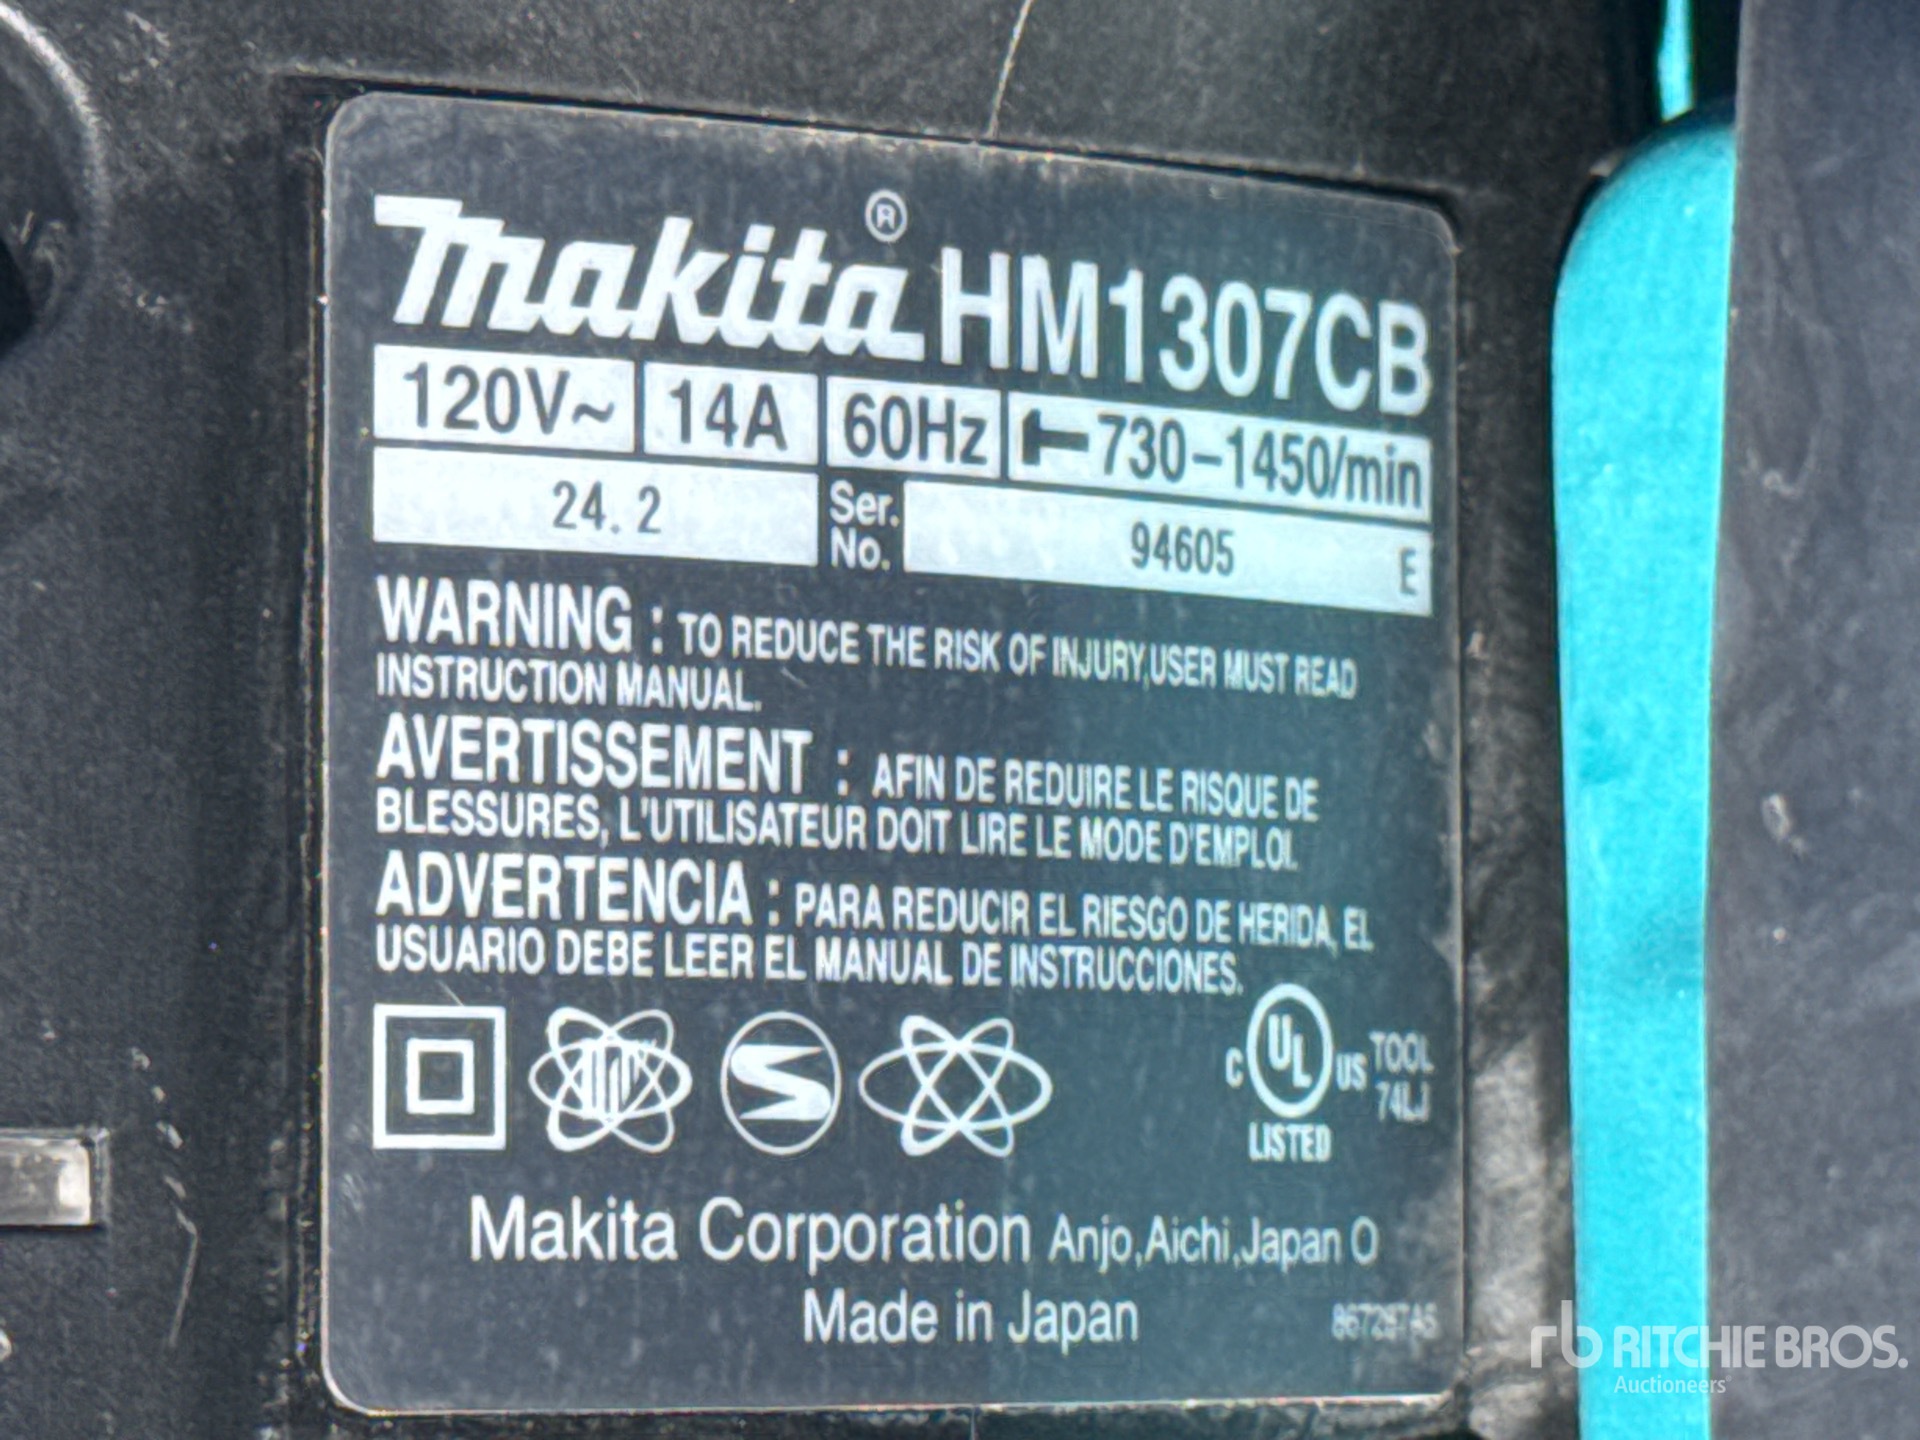 makita® HM1307CB
120V~ 14A 60Hz 730-1450/min
24.2 Ser. No. 94605 E
WARNING : TO REDUCE THE RISK OF INJURY,USER MUST READ
INSTRUCTION MANUAL.
AVERTISSEMENT : AFIN DE REDUIRE LE RISQUE DE
BLESSURES, L'UTILISATEUR DOIT LIRE LE MODE D'EMPLOI.
ADVERTENCIA : PARA REDUCIR EL RIESGO DE HERIDA, EL
USUARIO DEBE LEER EL MANUAL DE INSTRUCCIONES.
C UL US TOOL
74LJ
LISTED
Makita Corporation Anjo,Aichi,Japan O
Made in Japan
rb RITCHIE BROS.
Auctioneers